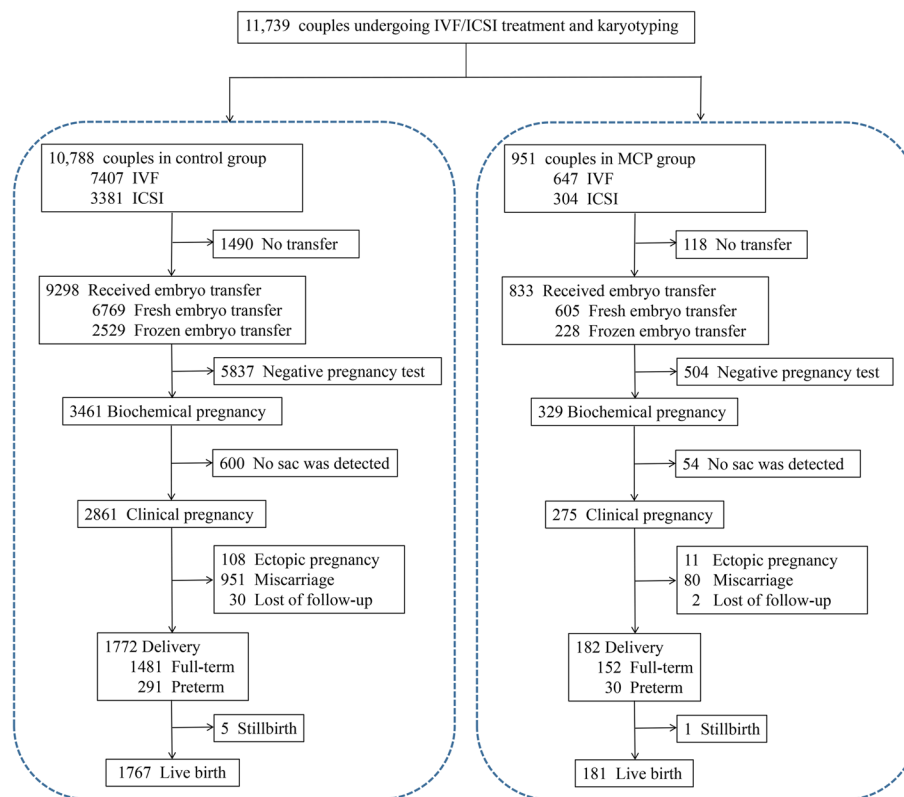 11,739 couples undergoing IVF/ICSI treatment and karyotyping
10,788 couples in control group
7407 IVF
3381 ICSI
1490 No transfer
9298 Received embryo transfer
6769 Fresh embryo transfer
2529 Frozen embryo transfer
5837 Negative pregnancy test
3461 Biochemical pregnancy
600 No sac was detected
2861 Clinical pregnancy
108 Ectopic pregnancy
951 Miscarriage
30 Lost of follow-up
1772 Delivery
1481 Full-term
291 Preterm
5 Stillbirth
1767 Live birth
951 couples in MCP group
647 IVF
304 ICSI
118 No transfer
833 Received embryo transfer
605 Fresh embryo transfer
228 Frozen embryo transfer
504 Negative pregnancy test
329 Biochemical pregnancy
54 No sac was detected
275 Clinical pregnancy
11 Ectopic pregnancy
80 Miscarriage
2 Lost of follow-up
182 Delivery
152 Full-term
30 Preterm
1 Stillbirth
181 Live birth